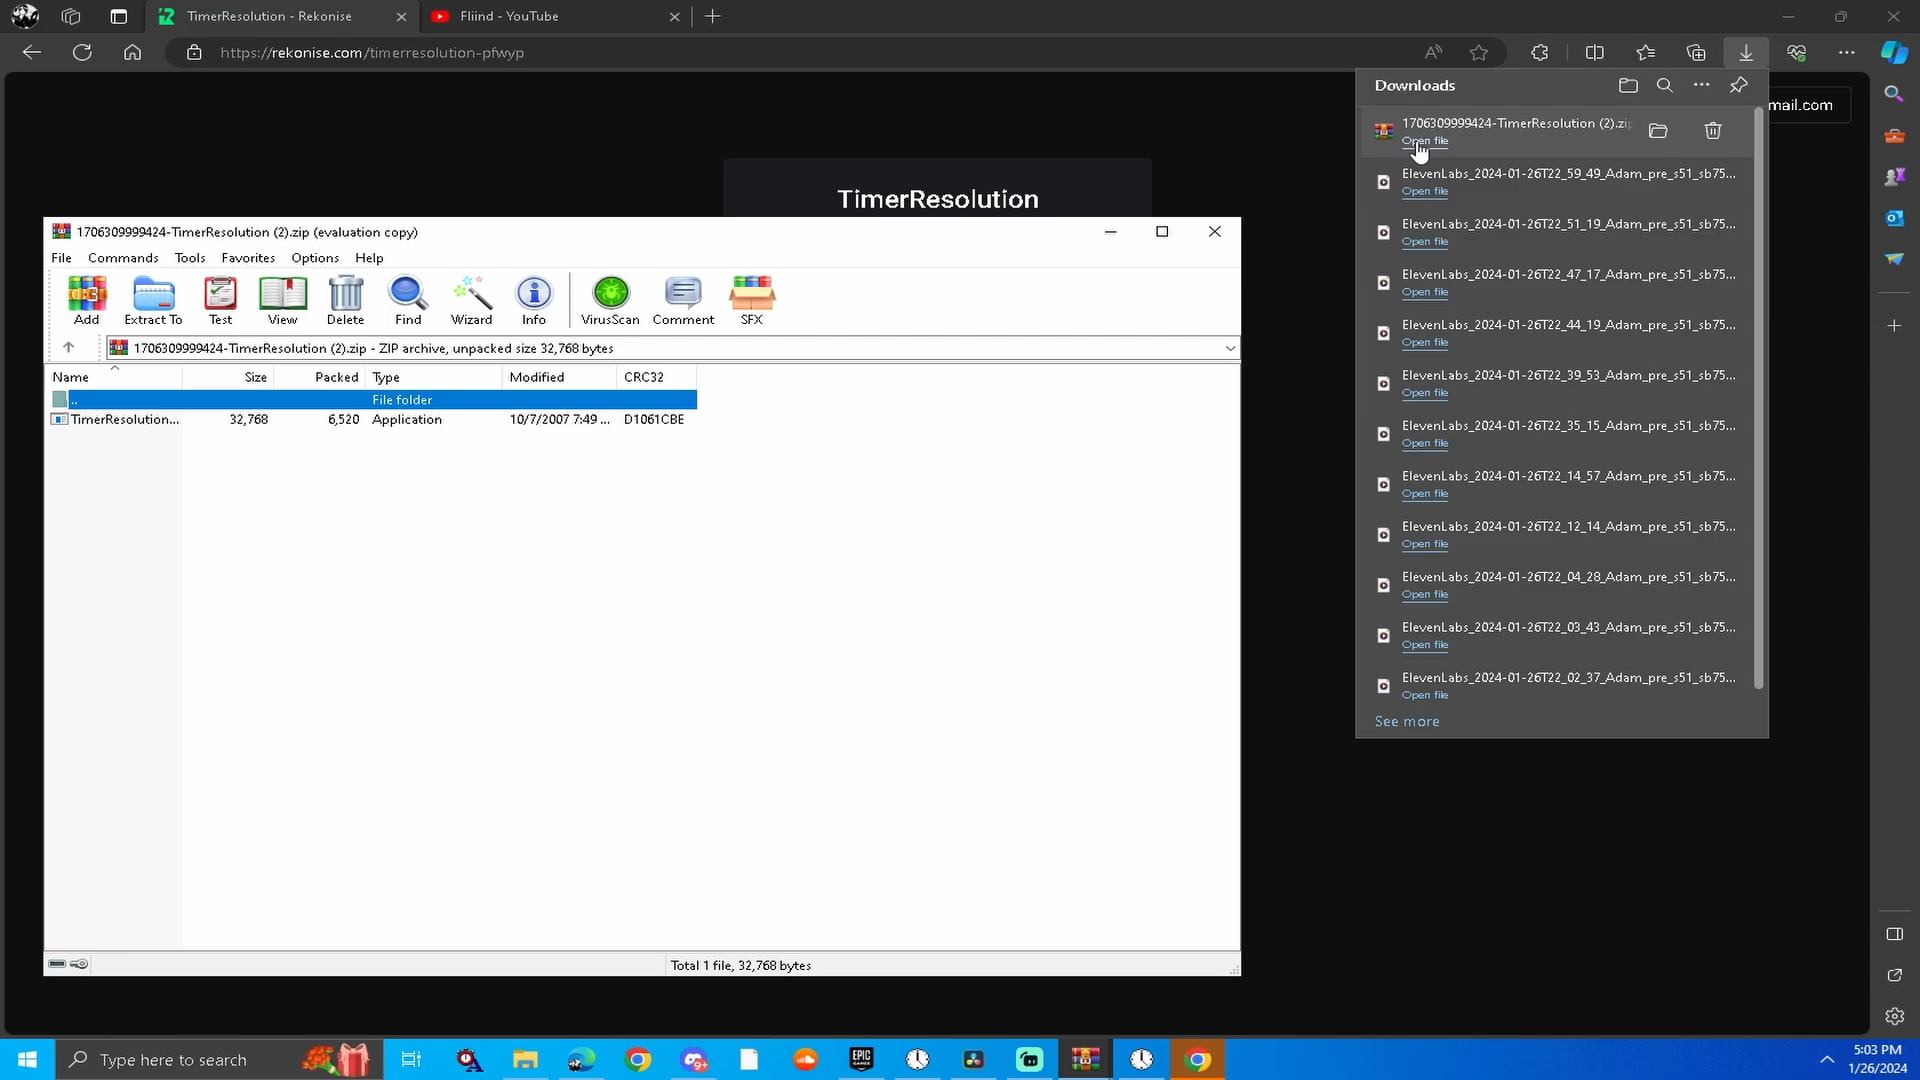 TimerResolution - Rekonise
Fliind - YouTube
https://rekonise.com/timerresolution-pfwyp
Downloads
mail.com
1706309999424-TimerResolution (2).zip
Open file
ElevenLabs_2024-01-26T22_59_49_Adam_pre_s51_sb75...
Open file
ElevenLabs_2024-01-26T22_51_19_Adam_pre_s51_sb75...
Open file
ElevenLabs_2024-01-26T22_47_17_Adam_pre_s51_sb75...
Open file
ElevenLabs_2024-01-26T22_44_19_Adam_pre_s51_sb75...
Open file
ElevenLabs_2024-01-26T22_39_53_Adam_pre_s51_sb75...
Open file
ElevenLabs_2024-01-26T22_35_15_Adam_pre_s51_sb75...
Open file
ElevenLabs_2024-01-26T22_14_57_Adam_pre_s51_sb75...
Open file
ElevenLabs_2024-01-26T22_12_14_Adam_pre_s51_sb75...
Open file
ElevenLabs_2024-01-26T22_04_28_Adam_pre_s51_sb75...
Open file
ElevenLabs_2024-01-26T22_03_43_Adam_pre_s51_sb75...
Open file
ElevenLabs_2024-01-26T22_02_37_Adam_pre_s51_sb75...
Open file
See more
TimerResolution
1706309999424-TimerResolution (2).zip (evaluation copy)
File Commands Tools Favorites Options Help
Add Extract To Test View Delete Find Wizard Info VirusScan Comment SFX
1706309999424-TimerResolution (2).zip - ZIP archive, unpacked size 32,768 bytes
Name Size Packed Type Modified CRC32
.. File folder
TimerResolution... 32,768 6,520 Application 10/7/2007 7:49 ... D1061CBE
Total 1 file, 32,768 bytes
Type here to search
EPIC GAMES
5:03 PM
1/26/2024